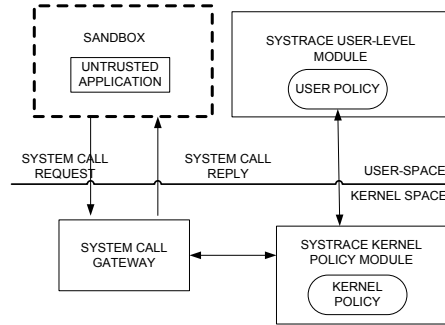 SANDBOX
UNTRUSTED
APPLICATION
SYSTRACE USER-LEVEL
MODULE
USER POLICY
SYSTEM CALL
REQUEST
SYSTEM CALL
REPLY
USER-SPACE
KERNEL SPACE
SYSTEM CALL
GATEWAY
SYSTRACE KERNEL
POLICY MODULE
KERNEL
POLICY